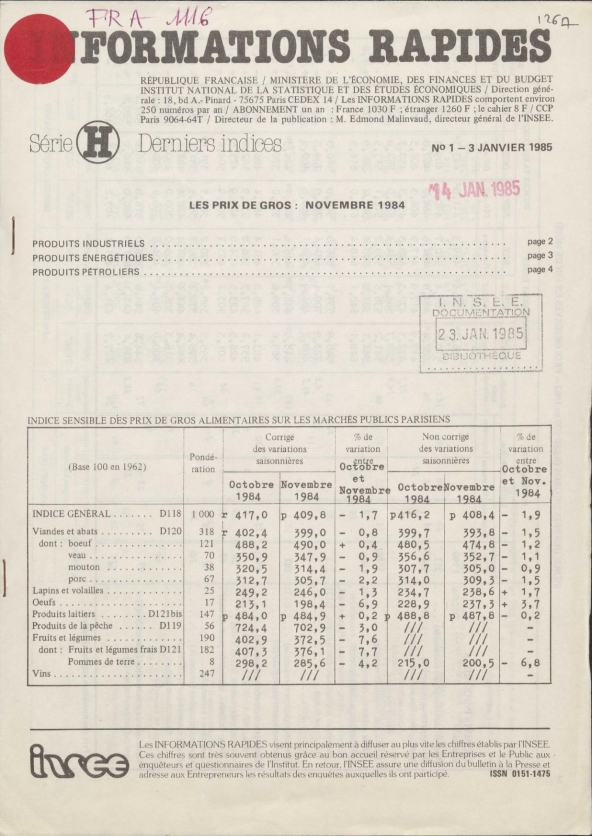 FRA 1116
126A
INFORMATIONS RAPIDES
RÉPUBLIQUE FRANCAISE / MINISTERE DE L'ÉCONOMIE, DES FINANCES ET DU BUDGET
INSTITUT NATIONAL DE LA STATISTIQUE ET DES ÉTUDES ÉCONOMIQUES / Direction géné-
rale : 18, bd A.- Pinard - 75675 Paris CEDEX 14 / Les INFORMATIONS RAPIDES comportent environ
250 numéros par an / ABONNEMENT un an : France 1030 F ; étranger 1260 F ; le cahier 8 F / CCP
Paris 9064-64T / Directeur de la publication : M. Edmond Malinvaud, directeur général de l'INSEE.
Série H Derniers indices
No 1 – 3 JANVIER 1985
14 JAN. 1985
LES PRIX DE GROS : NOVEMBRE 1984
PRODUITS INDUSTRIELS page 2
PRODUITS ÉNERGÉTIQUES page 3
PRODUITS PÉTROLIERS page 4
I. N. S. E. E.
DOCUMENTATION
23. JAN. 1985
BIBLIOTHEQUE
INDICE SENSIBLE DES PRIX DE GROS ALIMENTAIRES SUR LES MARCHÉS PUBLICS PARISIENS
(Base 100 en 1962) Pondé-ration Corrigé des variations saisonnières % de variation entre Octobre et Novembre 1984 Non corrigé des variations saisonnières % de variation entre Octobre et Nov. 1984
Octobre 1984 Novembre 1984 Octobre 1984 Novembre 1984
INDICE GÉNÉRAL . . . . . . . D118 1 000 r 417,0 p 409,8 – 1,7 p416,2 p 408,4 – 1,9
Viandes et abats . . . . . . . . . D120 318 r 402,4 399,0 – 0,8 399,7 393,8 – 1,5
dont : boeuf 121 488,2 490,0 + 0,4 480,5 474,8 – 1,2
veau 70 350,9 347,9 – 0,9 356,6 352,7 – 1,1
mouton 38 320,5 314,4 – 1,9 307,7 305,0 – 0,9
porc 67 312,7 305,7 – 2,2 314,0 309,3 – 1,5
Lapins et volailles 25 249,2 246,0 – 1,3 234,7 238,6 + 1,7
Oeufs 17 213,1 198,4 – 6,9 228,9 237,3 + 3,7
Produits laitiers . . . . . . . . D121bis 147 p 484,0 p 484,9 + 0,2 p 488,8 p 487,8 – 0,2
Produits de la pêche . . . . . D119 56 724,4 702,9 – 3,0 /// /// –
Fruits et légumes 190 402,9 372,5 – 7,6 /// /// –
dont : Fruits et légumes frais D121 182 407,3 376,1 – 7,7 /// /// –
Pommes de terre 8 298,2 285,6 – 4,2 215,0 200,5 – 6,8
Vins 247 /// /// /// /// –
insee
Les INFORMATIONS RAPIDES visent principalement à diffuser au plus vite les chiffres établis par l'INSEE.
Ces chiffres sont très souvent obtenus grâce au bon accueil réservé par les Entreprises et le Public aux
enquêteurs et questionnaires de l'Institut. En retour, l'INSEE assure une diffusion du bulletin à la Presse et
adresse aux Entrepreneurs les résultats des enquêtes auxquelles ils ont participé. ISSN 0151-1475